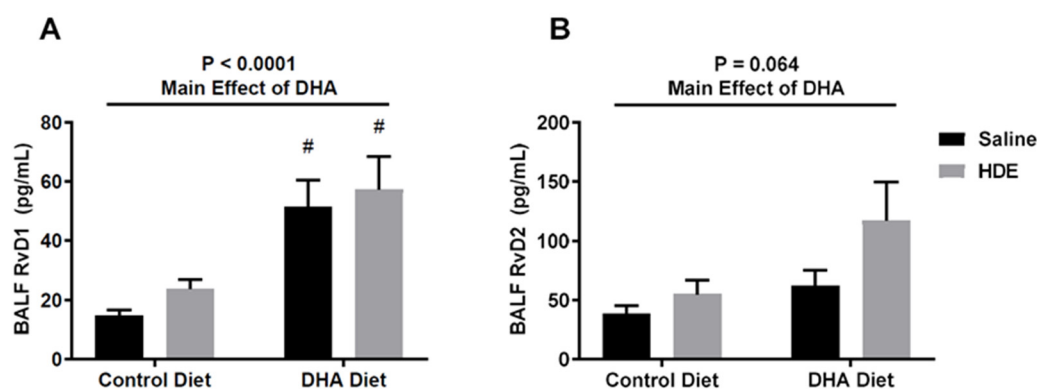 A
P < 0.0001
Main Effect of DHA
80
60
40
20
0
BALF RvD1 (pg/mL)
#
#
Control Diet
DHA Diet
B
P = 0.064
Main Effect of DHA
200
150
100
50
0
BALF RvD2 (pg/mL)
Control Diet
DHA Diet
Saline
HDE